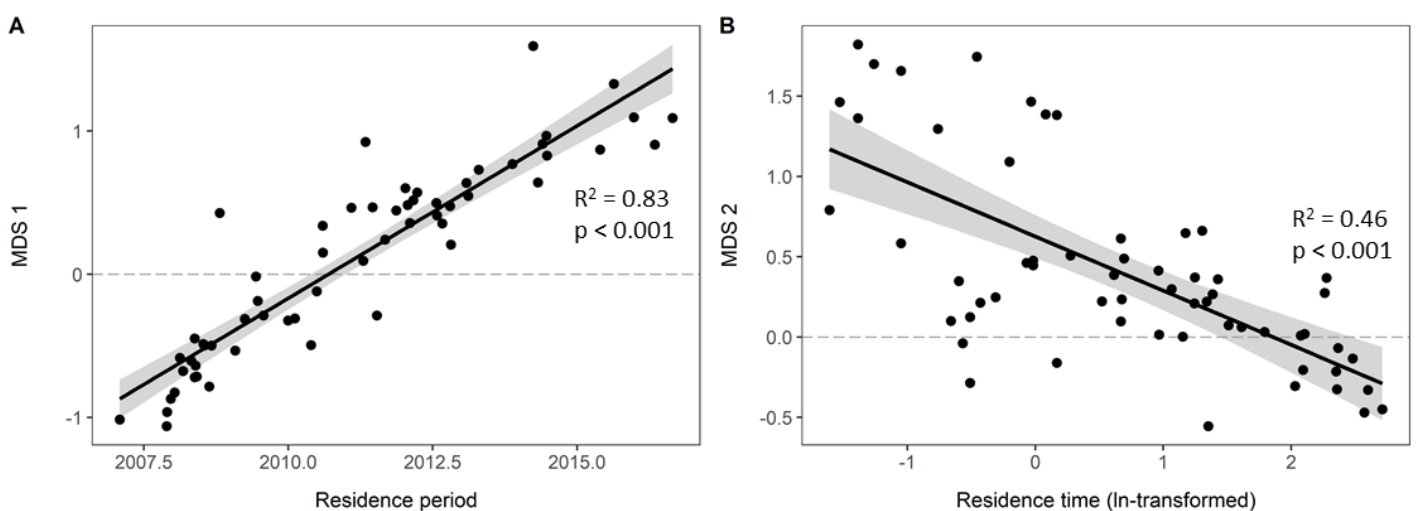 A
MDS 1
1
0
-1
R² = 0.83
p < 0.001
2007.5 2010.0 2012.5 2015.0
Residence period
B
MDS 2
1.5
1.0
0.5
0.0
-0.5
R² = 0.46
p < 0.001
-1 0 1 2
Residence time (ln-transformed)